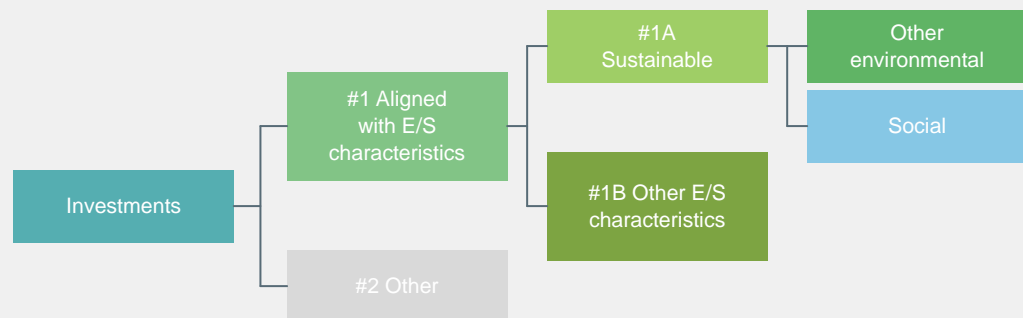 #1A
Sustainable
Other
environmental
#1 Aligned
with E/S
characteristics
Social
Investments
#1B Other E/S
characteristics
#2 Other